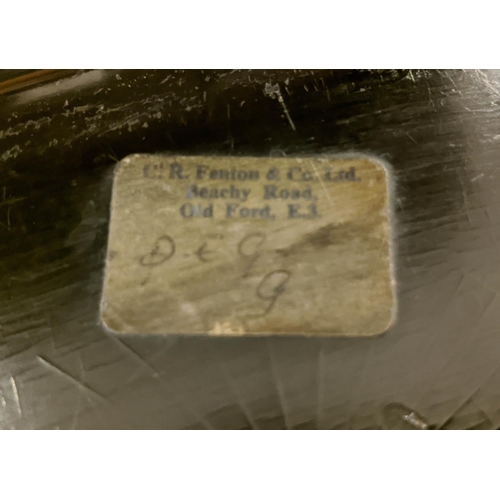 C. R. Fenton & Co. Ltd.
Beachy Road,
Old Ford, E.3.
G